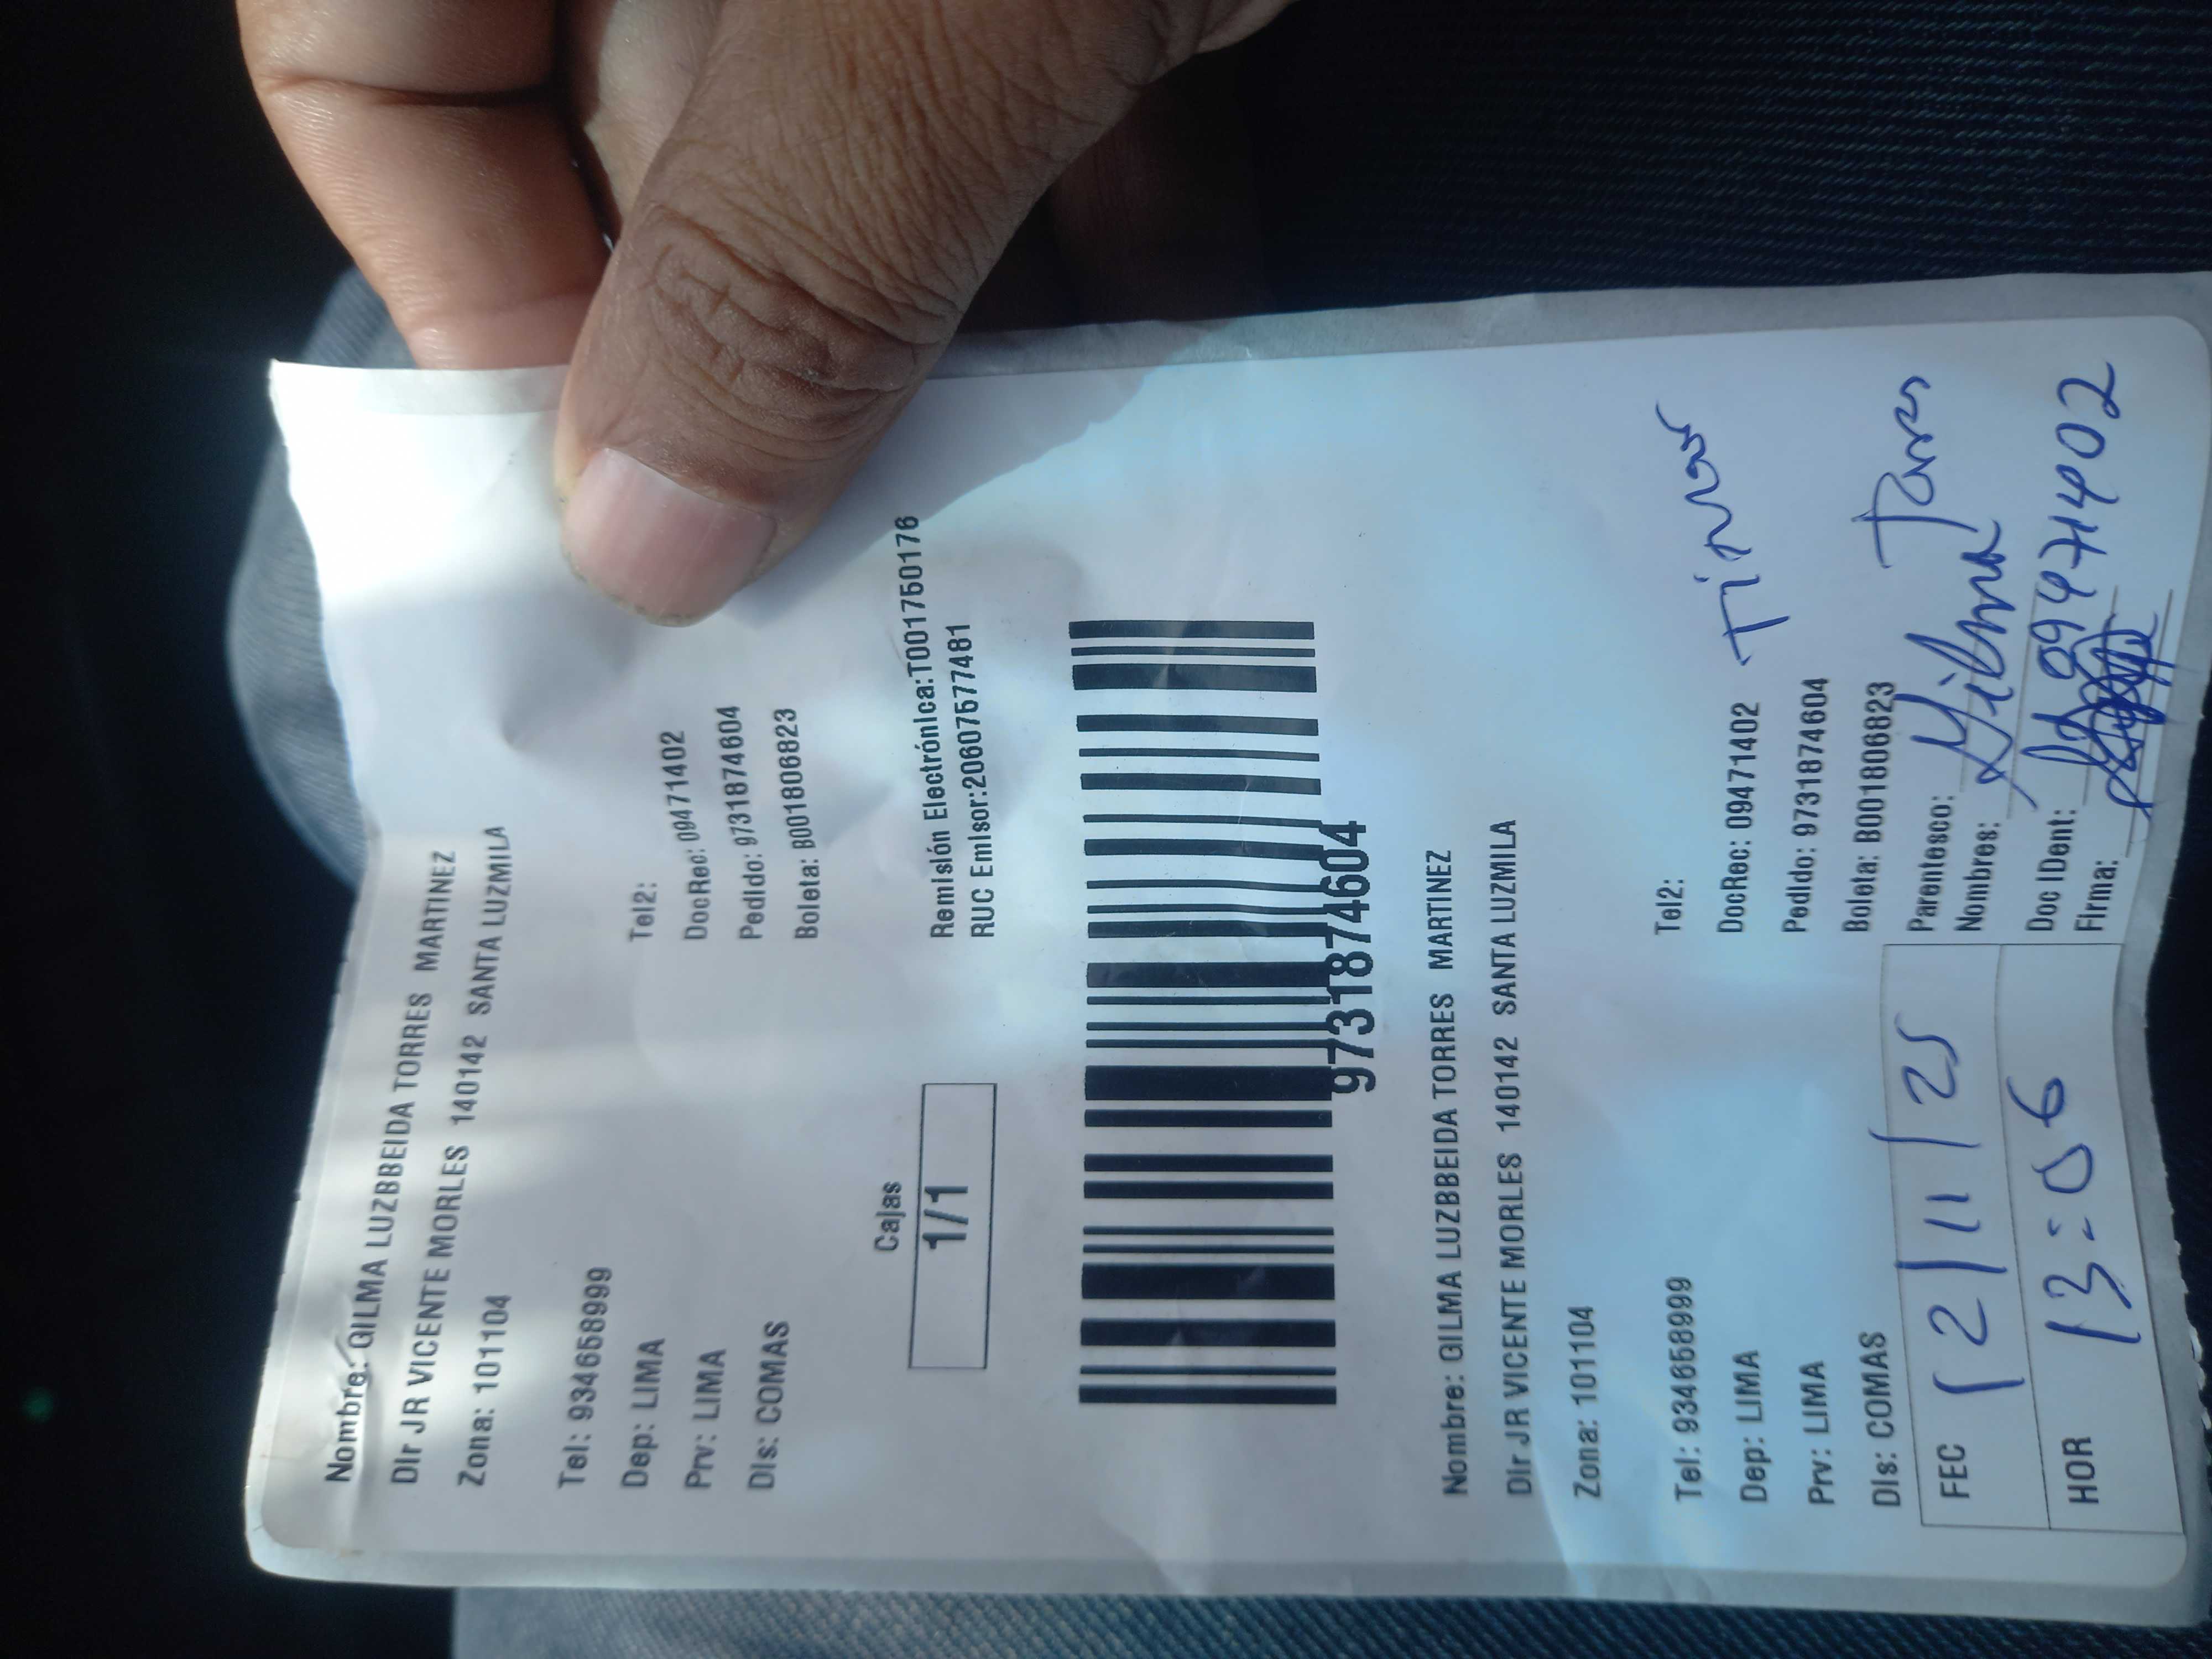 Nombre: GILMA LUZBBEIDA TORRES MARTINEZ
DIr JR VICENTE MORLES 140142 SANTA LUZMILA
Zona: 101104
Tel: 934658999
Tel2:
Dep: LIMA
DocRec: 09471402
Prv: LIMA
Pedido: 97318746​04
DIs: COMAS
Boleta: B001806823
Cajas
1/1
Remisión Electrónica:T001750176
RUC Emisor:20607577481
9731874604
Nombre: GILMA LUZBBEIDA TORRES MARTINEZ
DIr JR VICENTE MORLES 140142 SANTA LUZMILA
Zona: 101104
Tel: 934658999
Tel2:
Dep: LIMA
DocRec: 09471402
Prv: LIMA
Pedido: 9731874604
DIs: COMAS
Boleta: B001806823
FEC 12/11/25
Parentesco:
Nombres: Gilma
HOR 13:06
Doc IDent: 09471402
Firma: